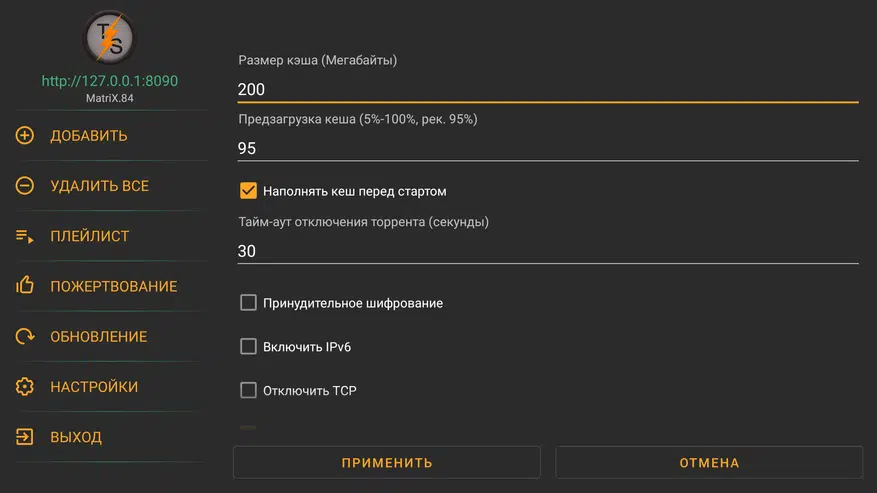 TS
http://127.0.0.1:8090
MatriX.84
ДОБАВИТЬ
УДАЛИТЬ ВСЕ
ПЛЕЙЛИСТ
ПОЖЕРТВОВАНИЕ
ОБНОВЛЕНИЕ
НАСТРОЙКИ
ВЫХОД
Размер кэша (Мегабайты)
200
Предзагрузка кеша (5%-100%, рек. 95%)
95
Наполнять кеш перед стартом
Тайм-аут отключения торрента (секунды)
30
Принудительное шифрование
Включить IPv6
Отключить TCP
ПРИМЕНИТЬ
ОТМЕНА